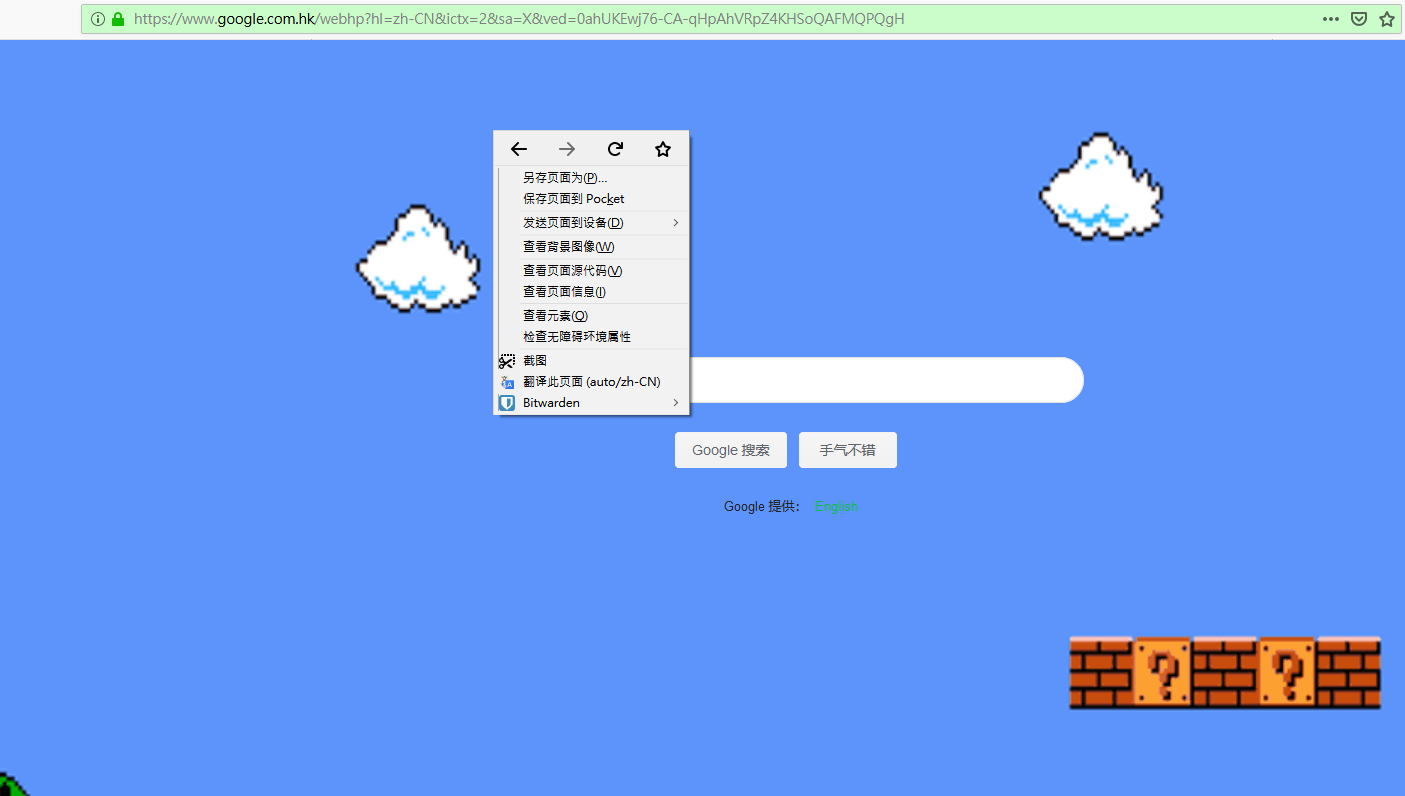 https://www.google.com.hk/webhp?hl=zh-CN&ictx=2&sa=X&ved=0ahUKEwj76-CA-qHpAhVRpZ4KHSoQAFMQPQgH
另存页面为(P)...
保存页面到 Pocket
发送页面到设备(D)
查看背景图像(W)
查看页面源代码(V)
查看页面信息(I)
查看元素(Q)
检查无障碍环境属性
截图
翻译此页面 (auto/zh-CN)
Bitwarden
Google 搜索 手气不错
Google 提供： English
? ?